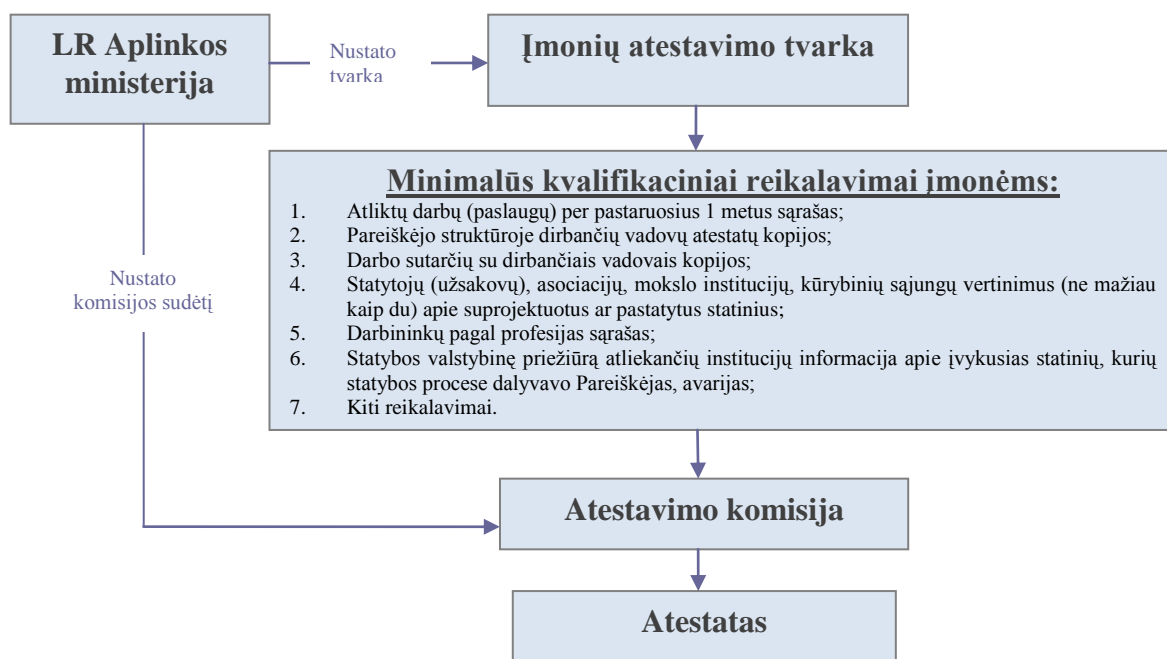 LR Aplinkos
ministerija
Nustato
tvarka
Įmonių atestavimo tvarka
Minimalūs kvalifikaciniai reikalavimai įmonėms:
1. Atliktų darbų (paslaugų) per pastaruosius 1 metus sąrašas;
2. Pareiškėjo struktūroje dirbančių vadovų atestatų kopijos;
3. Darbo sutarčių su dirbančiais vadovais kopijos;
4. Statytojų (užsakovų), asociacijų, mokslo institucijų, kūrybinių sąjungų vertinimus (ne mažiau
kaip du) apie suprojektuotus ar pastatytus statinius;
5. Darbininkų pagal profesijas sąrašas;
6. Statybos valstybinę priežiūrą atliekančių institucijų informacija apie įvykusias statinių, kurių
statybos procese dalyvavo Pareiškėjas, avarijas;
7. Kiti reikalavimai.
Nustato
komisijos sudėtį
Atestavimo komisija
Atestatas